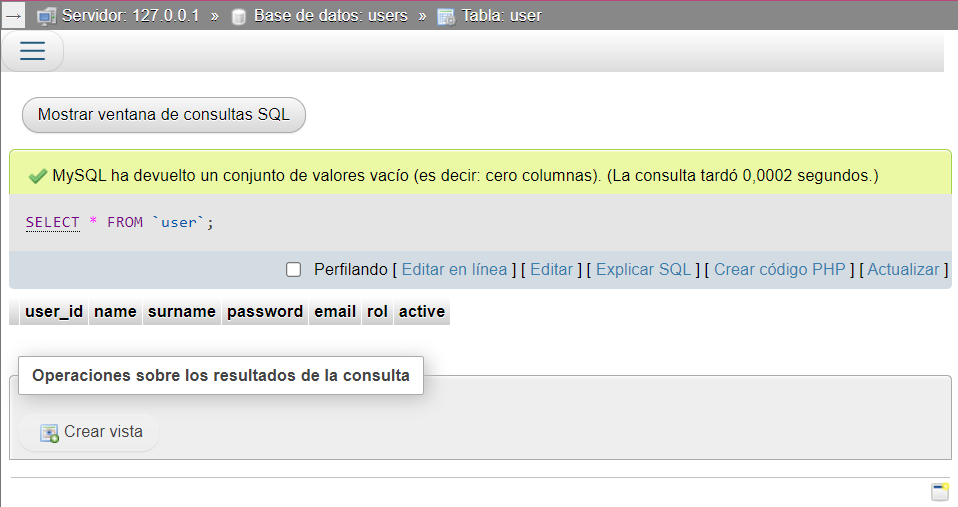 Servidor: 127.0.0.1 » Base de datos: users » Tabla: user
Mostrar ventana de consultas SQL
MySQL ha devuelto un conjunto de valores vacío (es decir: cero columnas). (La consulta tardó 0,0002 segundos.)
SELECT * FROM `user`;
Perfilando [ Editar en línea ] [ Editar ] [ Explicar SQL ] [ Crear código PHP ] [ Actualizar ]
user_id name surname password email rol active
Operaciones sobre los resultados de la consulta
Crear vista